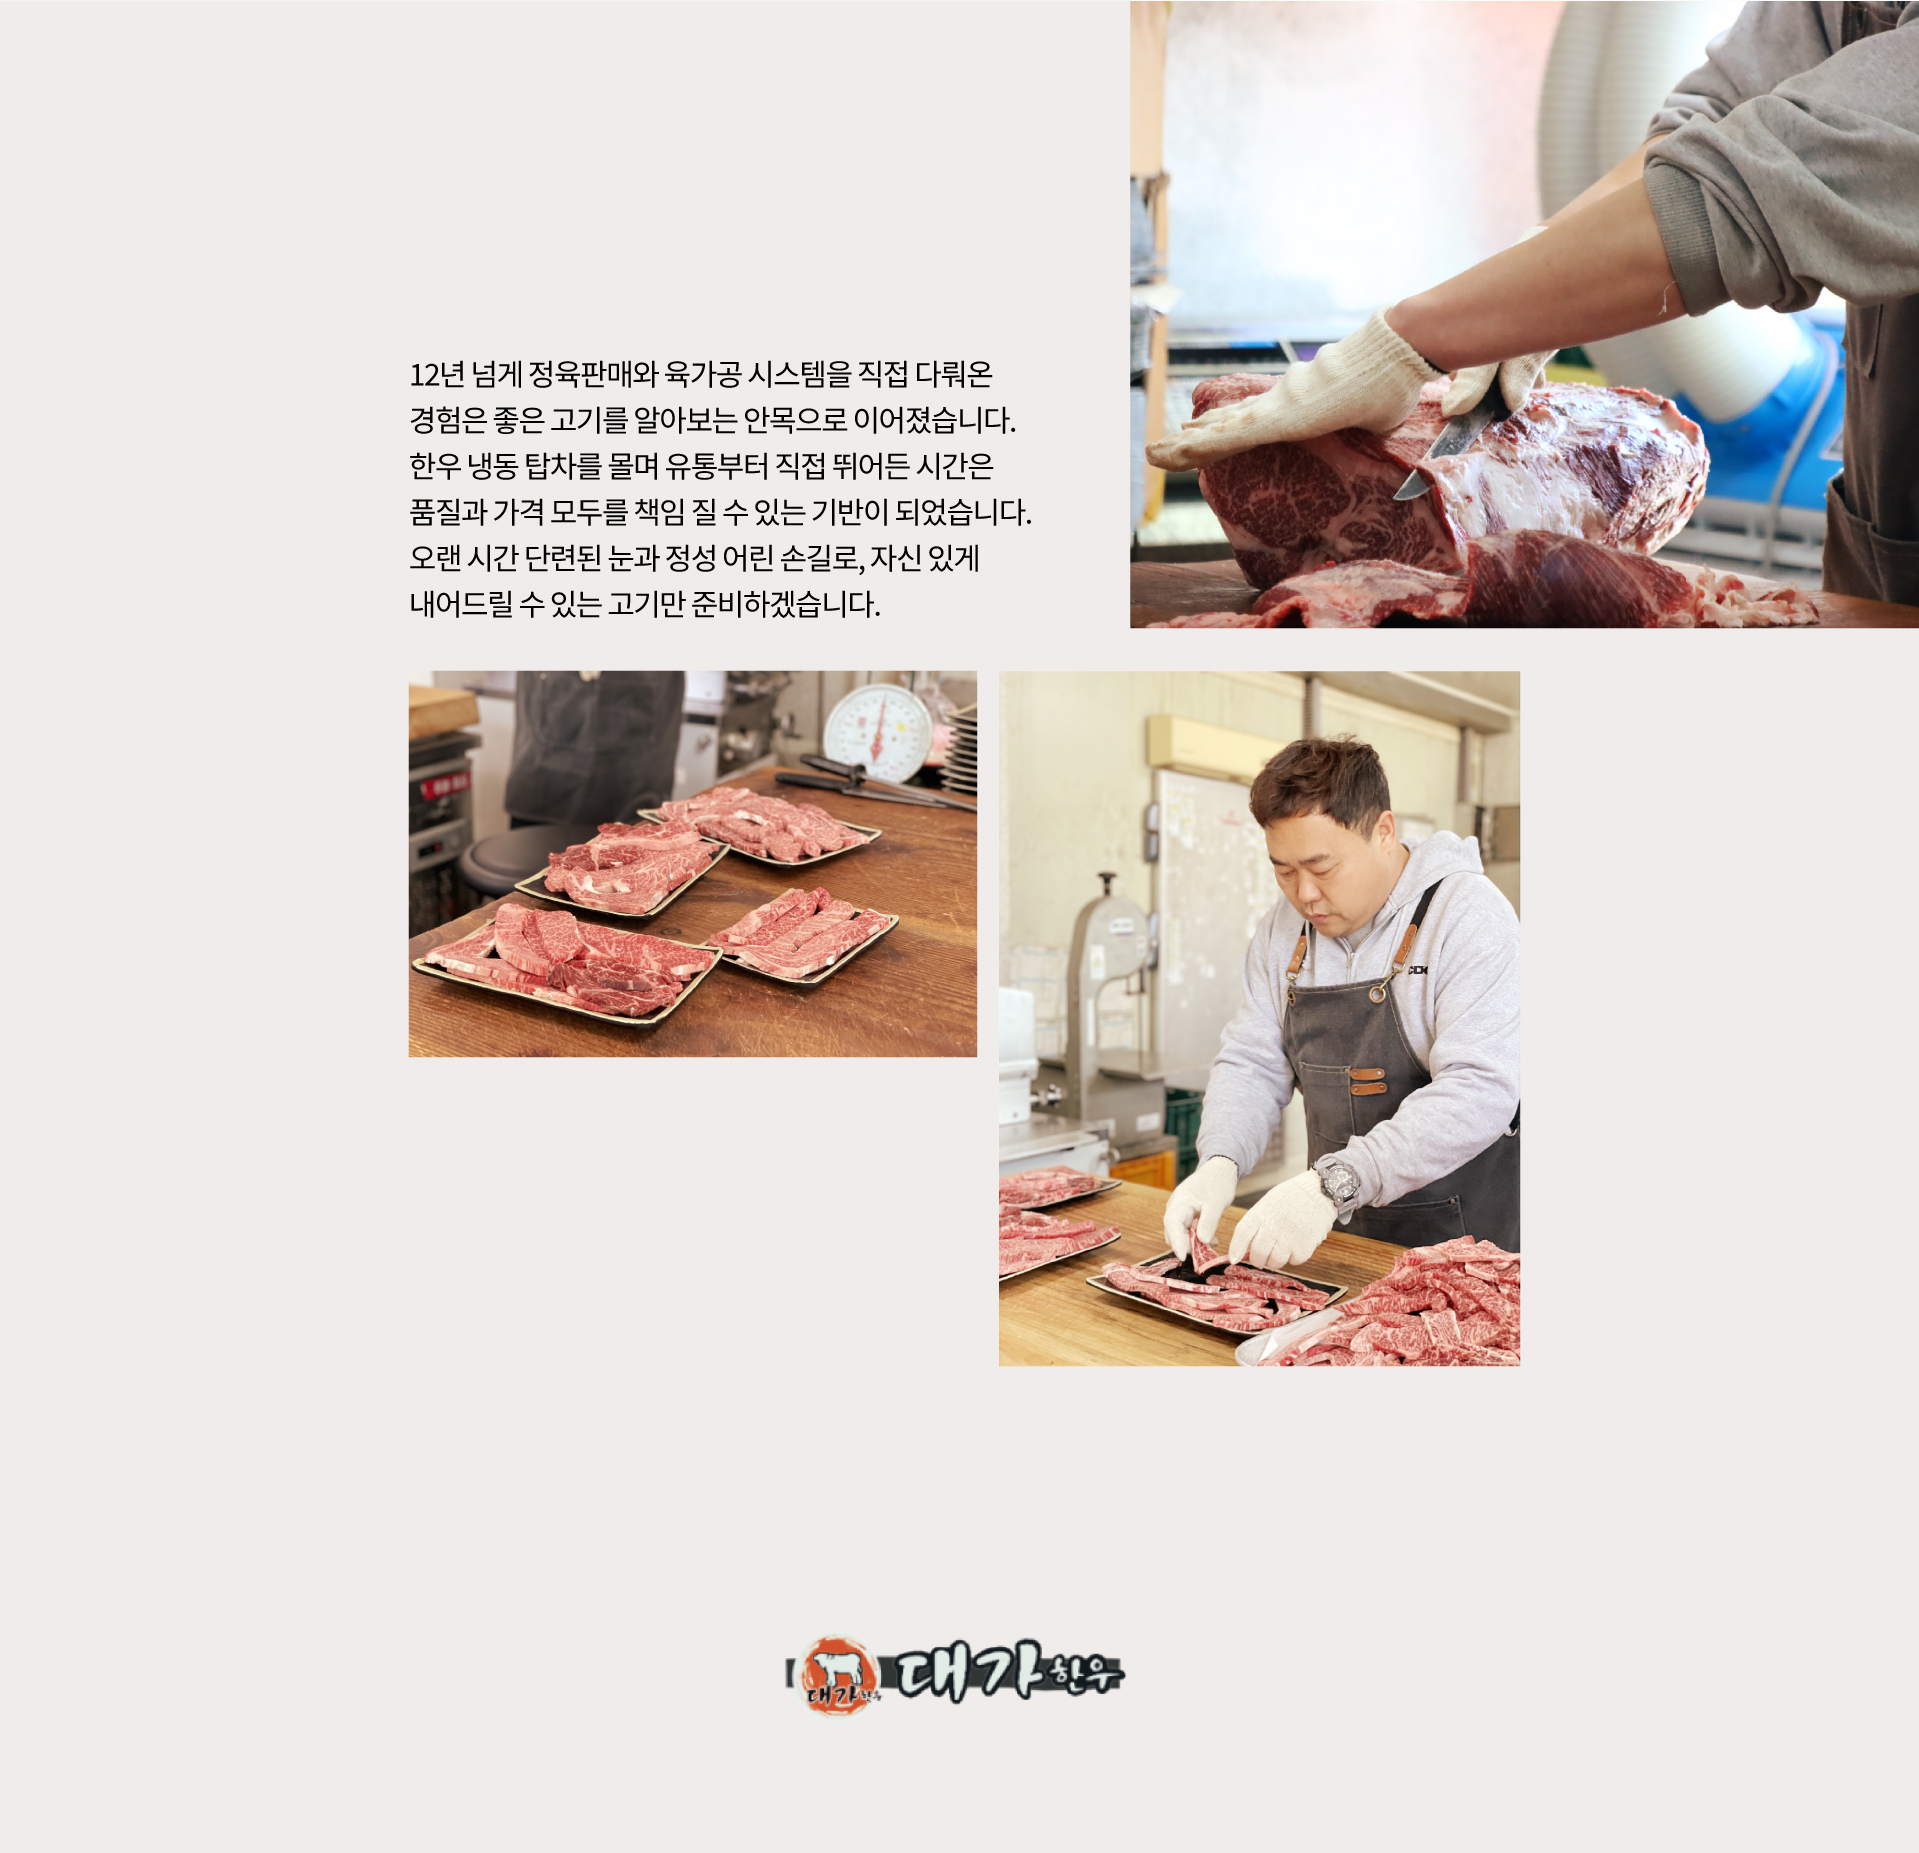 12년 넘게 정육판매와 육가공 시스템을 직접 다뤄온
경험은 좋은 고기를 알아보는 안목으로 이어졌습니다.
한우 냉동 탑차를 몰며 유통부터 직접 뛰어든 시간은
품질과 가격 모두를 책임 질 수 있는 기반이 되었습니다.
오랜 시간 단련된 눈과 정성 어린 손길로, 자신 있게
내어드릴 수 있는 고기만 준비하겠습니다.
대가한우
대가 한우